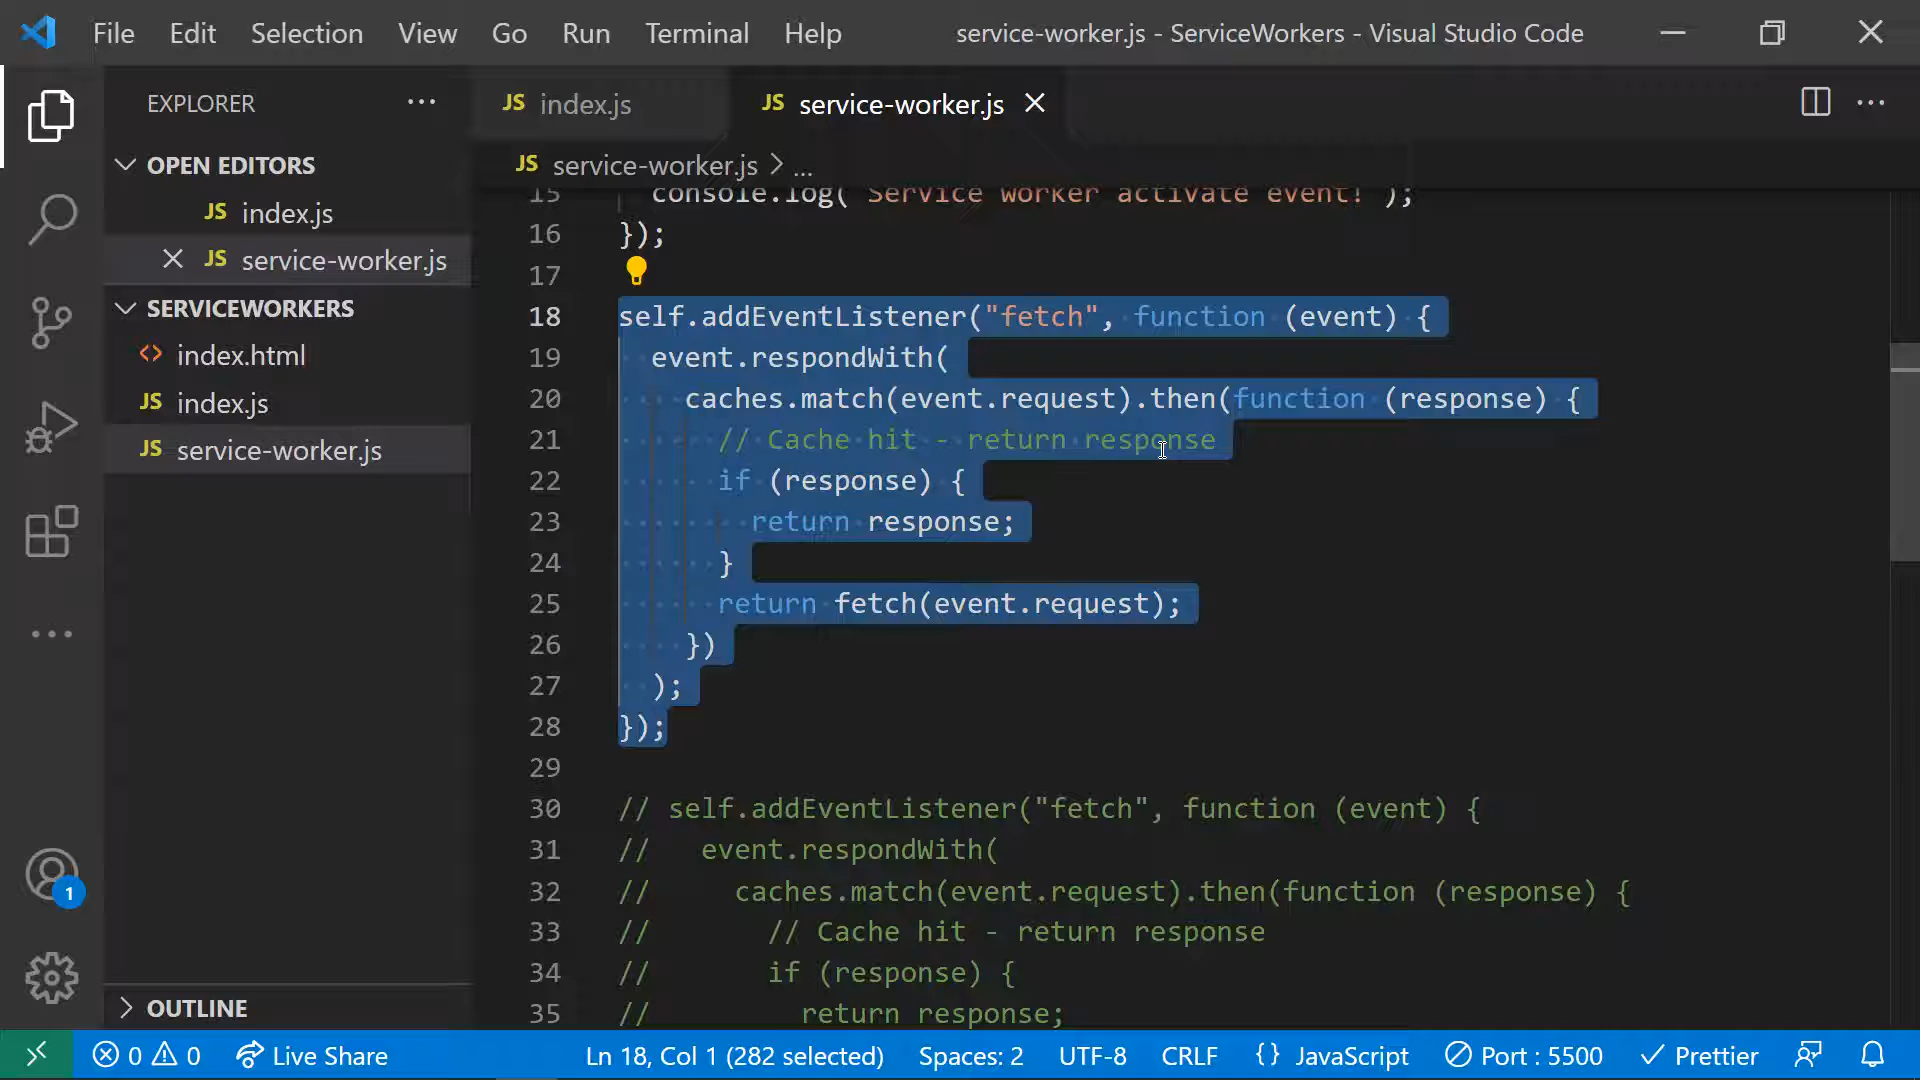 File Edit Selection View Go Run Terminal Help service-worker.js - ServiceWorkers - Visual Studio Code
EXPLORER ...
JS index.js
JS service-worker.js
...
OPEN EDITORS
JS index.js
JS service-worker.js
SERVICEWORKERS
<> index.html
JS index.js
JS service-worker.js
OUTLINE
JS service-worker.js > ...
15 console.log("Service worker activate event!");
16 });
17
18 self.addEventListener("fetch", function (event) {
19 event.respondWith(
20 caches.match(event.request).then(function (response) {
21 // Cache hit - return response
22 if (response) {
23 return response;
24 }
25 return fetch(event.request);
26 })
27 );
28 });
29
30 // self.addEventListener("fetch", function (event) {
31 // event.respondWith(
32 // caches.match(event.request).then(function (response) {
33 // // Cache hit - return response
34 // if (response) {
35 // return response;
1
0 0 Live Share Ln 18, Col 1 (282 selected) Spaces: 2 UTF-8 CRLF {} JavaScript Port : 5500 Prettier